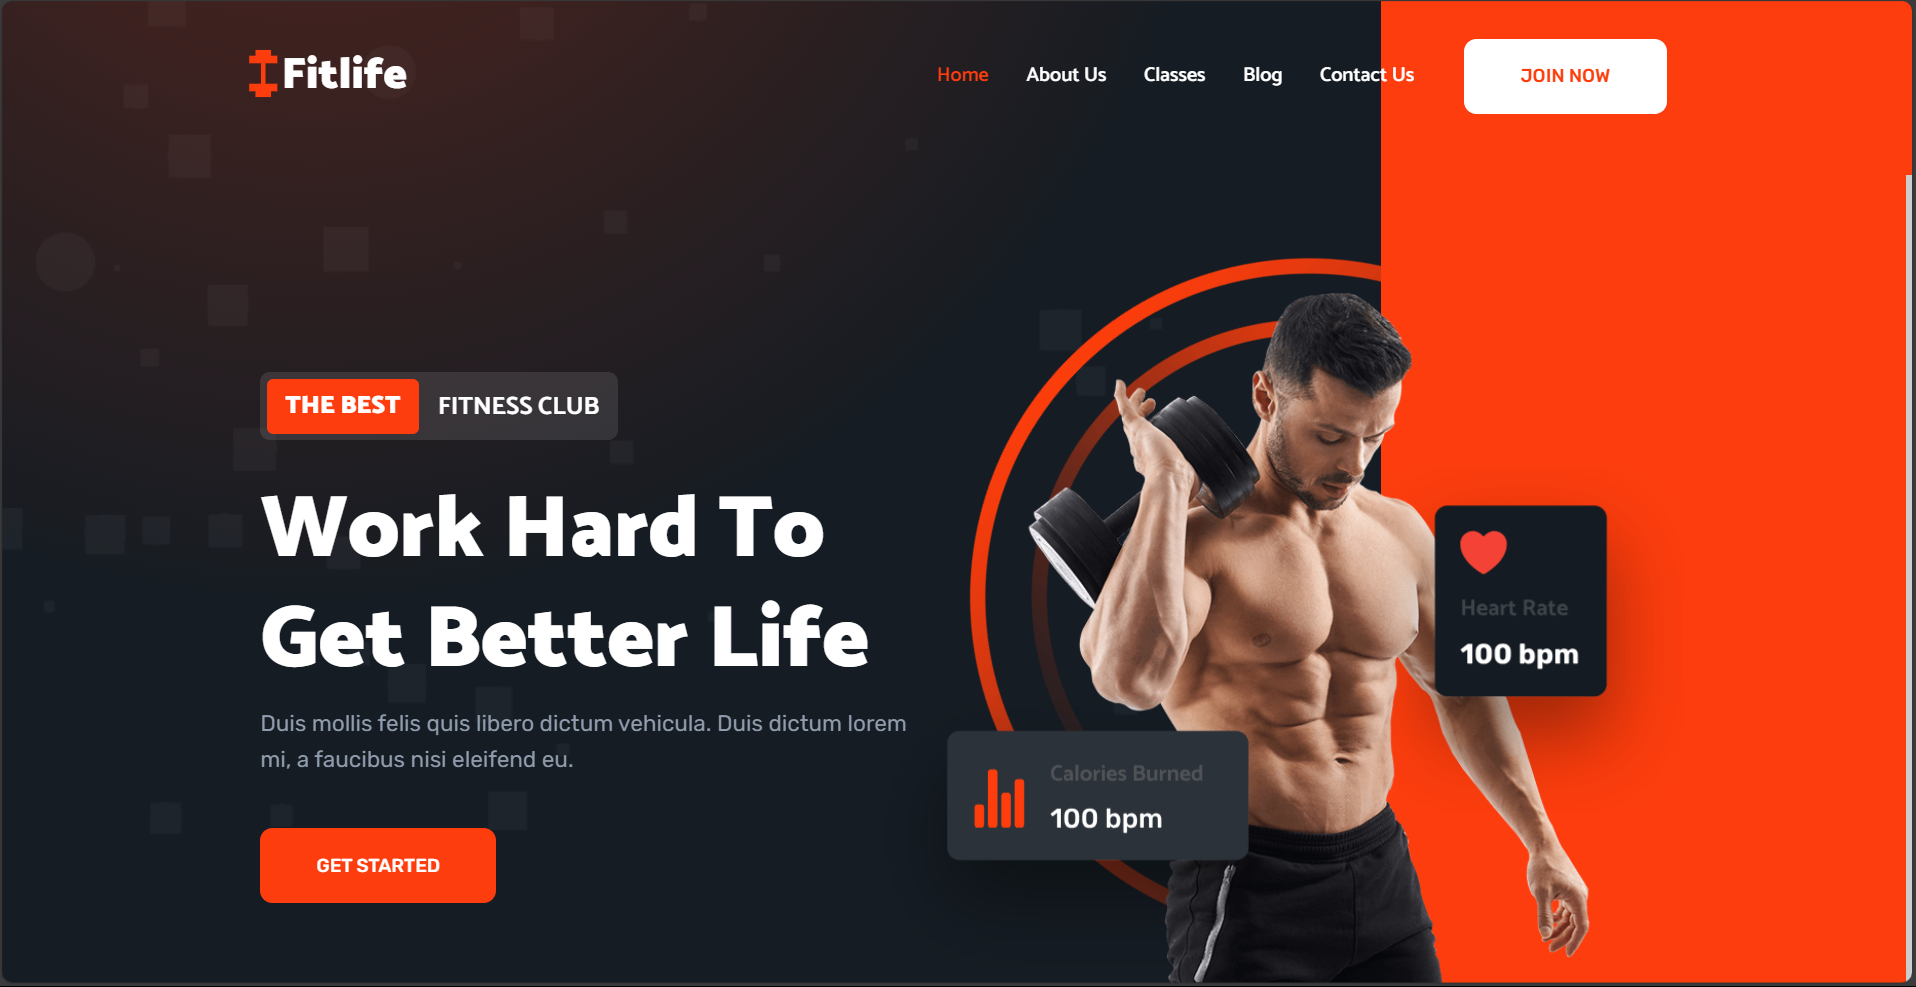 Fitlife
Home About Us Classes Blog Contact Us JOIN NOW
THE BEST FITNESS CLUB
Work Hard To
Get Better Life
Duis mollis felis quis libero dictum vehicula. Duis dictum lorem
mi, a faucibus nisi eleifend eu.
GET STARTED
Heart Rate
100 bpm
Calories Burned
100 bpm